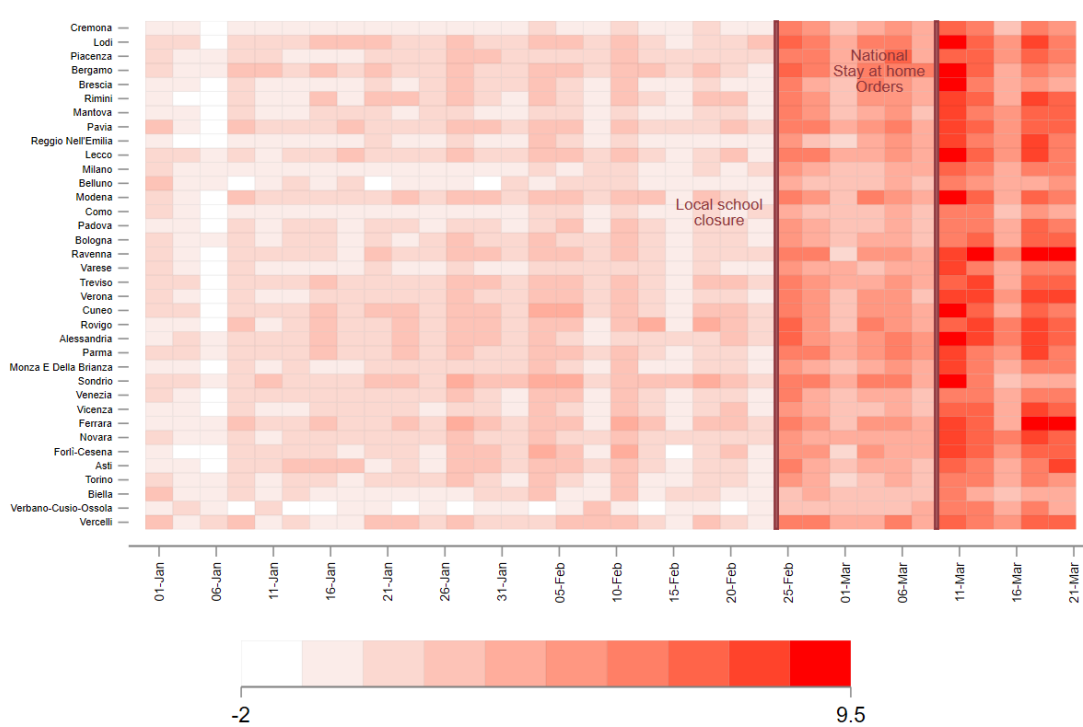 Cremona
Lodi
Piacenza
Bergamo
Brescia
Rimini
Mantova
Pavia
Reggio Nell'Emilia
Lecco
Milano
Belluno
Modena
Como
Padova
Bologna
Ravenna
Varese
Treviso
Verona
Cuneo
Rovigo
Alessandria
Parma
Monza E Della Brianza
Sondrio
Venezia
Vicenza
Ferrara
Novara
Forlì-Cesena
Asti
Torino
Biella
Verbano-Cusio-Ossola
Vercelli
National
Stay at home
Orders
Local school
closure
01-Jan
06-Jan
11-Jan
16-Jan
21-Jan
26-Jan
31-Jan
05-Feb
10-Feb
15-Feb
20-Feb
25-Feb
01-Mar
06-Mar
11-Mar
16-Mar
21-Mar
-2
9.5